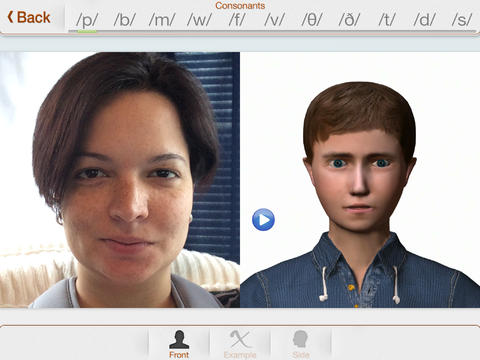 Consonants
Back /p/ /b/ /m/ /w/ /f/ /v/ /θ/ /ð/ /t/ /d/ /s/
Front Example Side